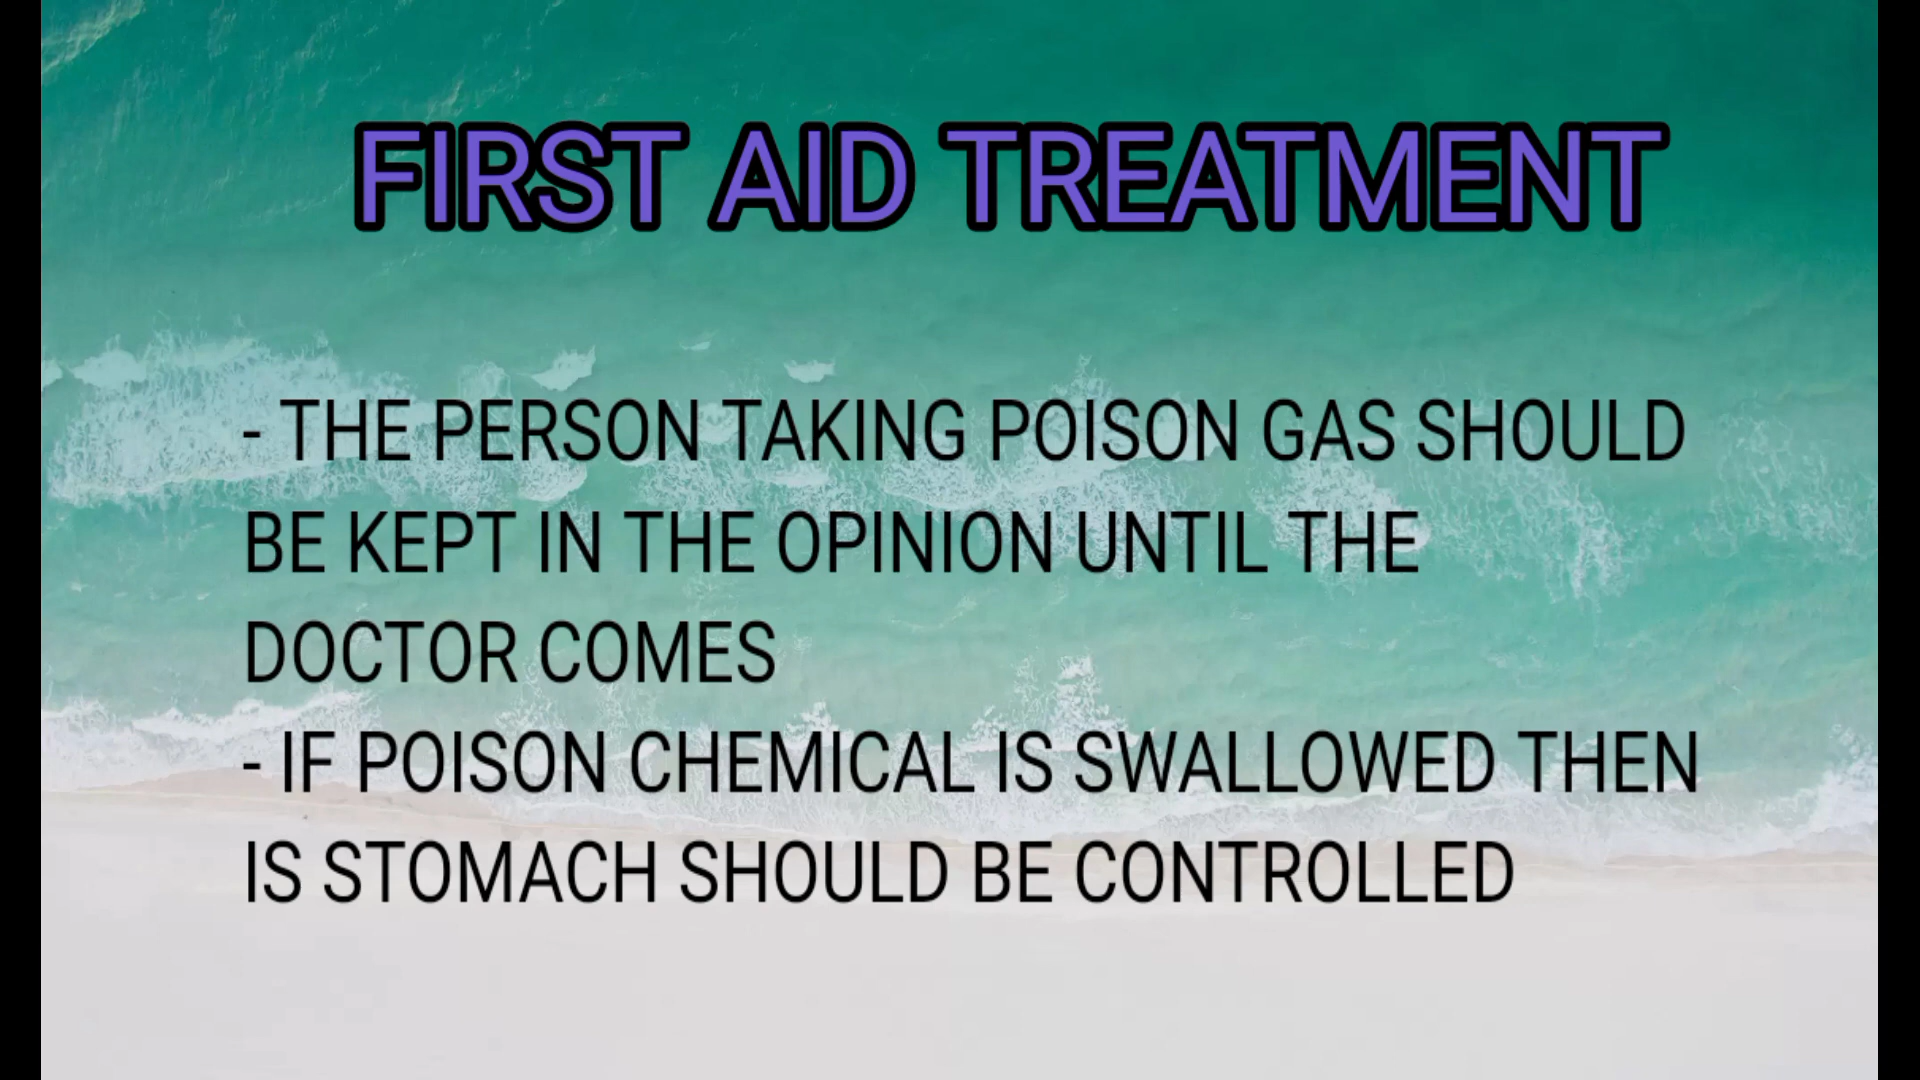 FIRST AID TREATMENT
- THE PERSON TAKING POISON GAS SHOULD
BE KEPT IN THE OPINION UNTIL THE
DOCTOR COMES
- IF POISON CHEMICAL IS SWALLOWED THEN
IS STOMACH SHOULD BE CONTROLLED